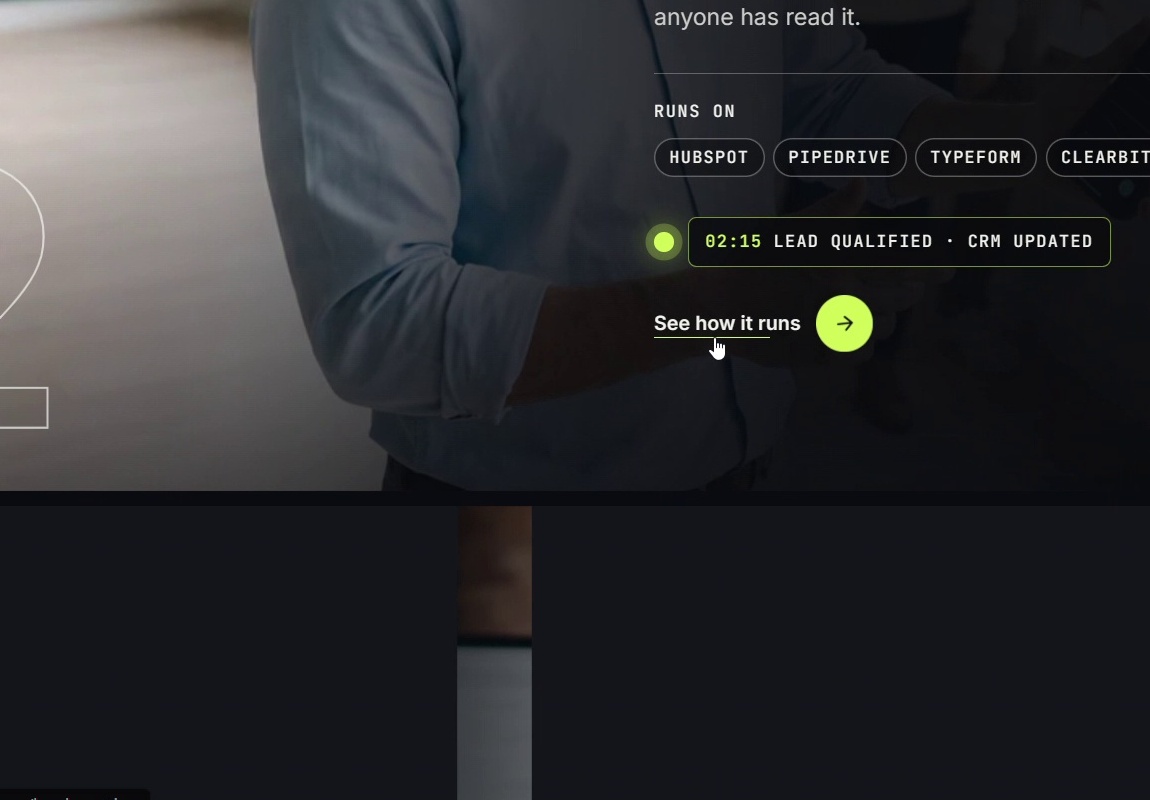 anyone has read it.
RUNS ON
HUBSPOT PIPEDRIVE TYPEFORM CLEARBIT
02:15 LEAD QUALIFIED · CRM UPDATED
See how it runs →
2